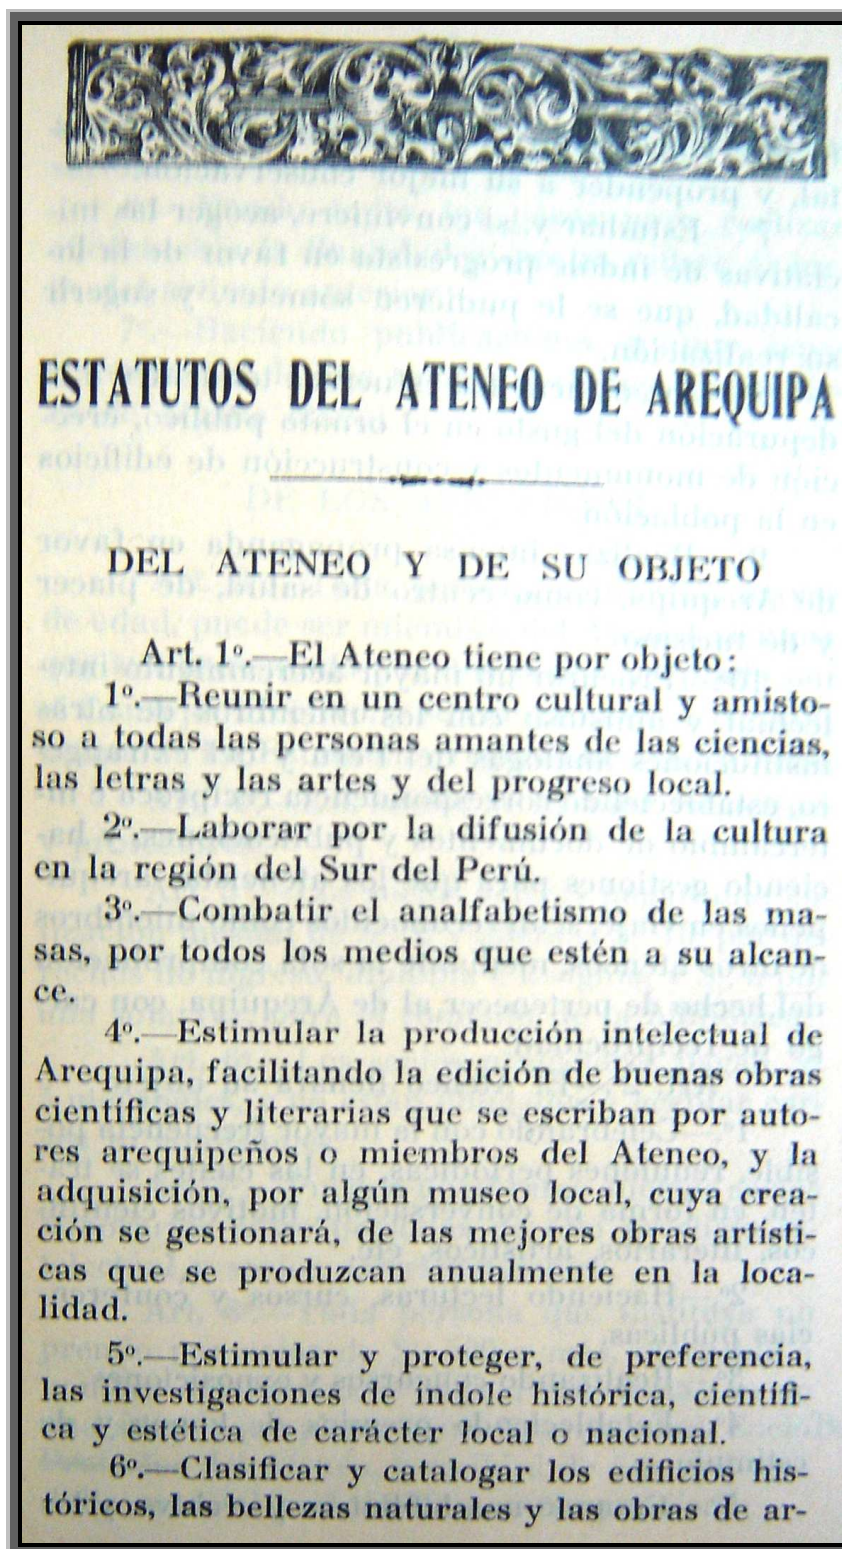 ESTATUTOS DEL ATENEO DE AREQUIPA
DEL ATENEO Y DE SU OBJETO
Art. 1º.—El Ateneo tiene por objeto:
1º.—Reunir en un centro cultural y amisto-
so a todas las personas amantes de las ciencias,
las letras y las artes y del progreso local.
2º.—Laborar por la difusión de la cultura
en la región del Sur del Perú.
3º.—Combatir el analfabetismo de las ma-
sas, por todos los medios que estén a su alcan-
ce.
4º.—Estimular la producción intelectual de
Arequipa, facilitando la edición de buenas obras
científicas y literarias que se escriban por auto-
res arequipeños o miembros del Ateneo, y la
adquisición, por algún museo local, cuya crea-
ción se gestionará, de las mejores obras artísti-
cas que se produzcan anualmente en la loca-
lidad.
5º.—Estimular y proteger, de preferencia,
las investigaciones de índole histórica, científi-
ca y estética de carácter local o nacional.
6º.—Clasificar y catalogar los edificios his-
tóricos, las bellezas naturales y las obras de ar-